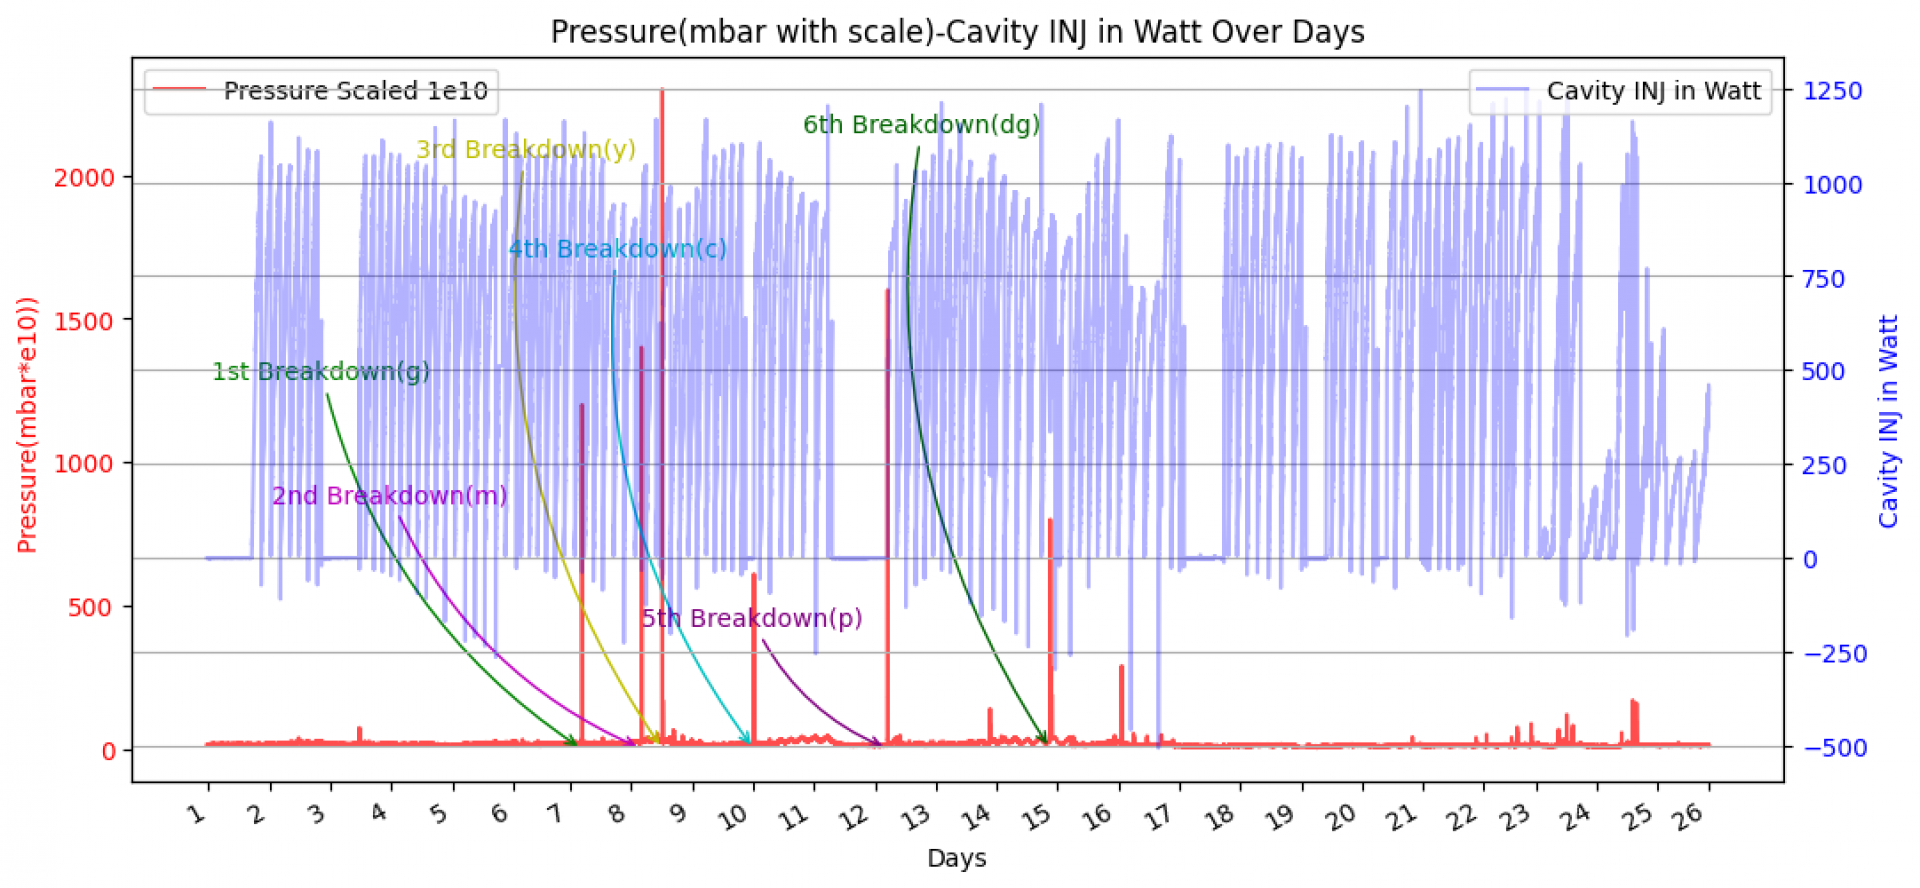 Pressure(mbar with scale)-Cavity INJ in Watt Over Days
Pressure Scaled 1e10
Cavity INJ in Watt
6th Breakdown(dg)
3rd Breakdown(y)
4th Breakdown(c)
1st Breakdown(g)
2nd Breakdown(m)
5th Breakdown(p)
Pressure(mbar*e10))
2000
1500
1000
500
0
Cavity INJ in Watt
1250
1000
750
500
250
0
−250
−500
1 2 3 4 5 6 7 8 9 10 11 12 13 14 15 16 17 18 19 20 21 22 23 24 25 26
Days